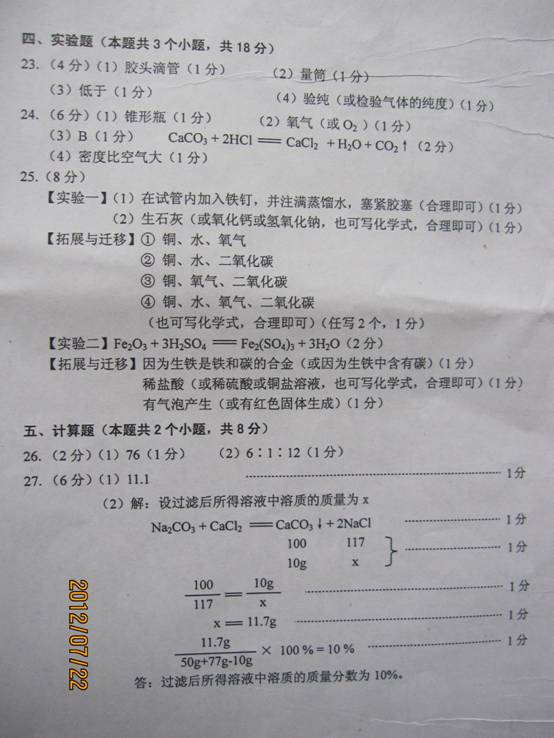 四、实验题（本题共3个小题，共18分）
23.（4分）（1）胶头滴管（1分） （2）量筒（1分）
（3）低于（1分） （4）验纯（或检验气体的纯度）（1分）
24.（6分）（1）锥形瓶（1分） （2）氧气（或O₂）（1分）
（3）B（1分） CaCO₃ + 2HCl == CaCl₂ + H₂O + CO₂↑（2分）
（4）密度比空气大（1分）
25.（8分）
【实验一】（1）在试管内加入铁钉，并注满蒸馏水，塞紧胶塞（合理即可）（1分）
（2）生石灰（或氧化钙或氢氧化钠，也可写化学式，合理即可）（1分）
【拓展与迁移】① 铜、水、氧气
② 铜、水、二氧化碳
③ 铜、氧气、二氧化碳
④ 铜、水、氧气、二氧化碳
（也可写化学式，合理即可）（任写2个，1分）
【实验二】Fe₂O₃ + 3H₂SO₄ == Fe₂(SO₄)₃ + 3H₂O（2分）
【拓展与迁移】因为生铁是铁和碳的合金（或因为生铁中含有碳）（1分）
稀盐酸（或稀硫酸或铜盐溶液，也可写化学式，合理即可）（1分）
有气泡产生（或有红色固体生成）（1分）
五、计算题（本题共2个小题，共8分）
26.（2分）（1）76（1分） （2）6∶1∶12（1分）
27.（6分）（1）11.1 1分
（2）解：设过滤后所得溶液中溶质的质量为x
Na₂CO₃ + CaCl₂ == CaCO₃↓ + 2NaCl 1分
100 117
10g x 1分
100/117 = 10g/x 1分
x = 11.7g 1分
11.7g/(50g+77g-10g) × 100 % = 10 % 1分
答：过滤后所得溶液中溶质的质量分数为10%。
2012/07/22